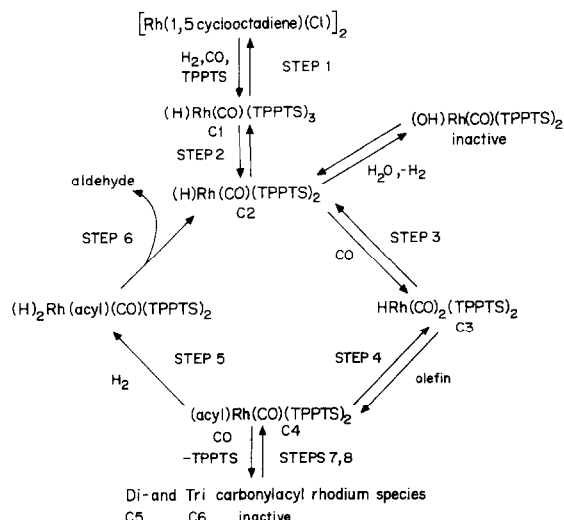 [Rh(1,5 cyclooctadiene)(Cl)]2
H2,CO,
TPPTS
STEP 1
(H)Rh(CO)(TPPTS)3
C1
(OH)Rh(CO)(TPPTS)2
inactive
STEP 2
H2O,-H2
aldehyde
(H)Rh(CO)(TPPTS)2
C2
STEP 6
STEP 3
CO
(H)2Rh(acyl)(CO)(TPPTS)2
HRh(CO)2(TPPTS)2
C3
STEP 5
STEP 4
H2
olefin
(acyl)Rh(CO)(TPPTS)2
C4
CO
-TPPTS
STEPS 7,8
Di-and Tri carbonylacyl rhodium species
C5 C6 inactive